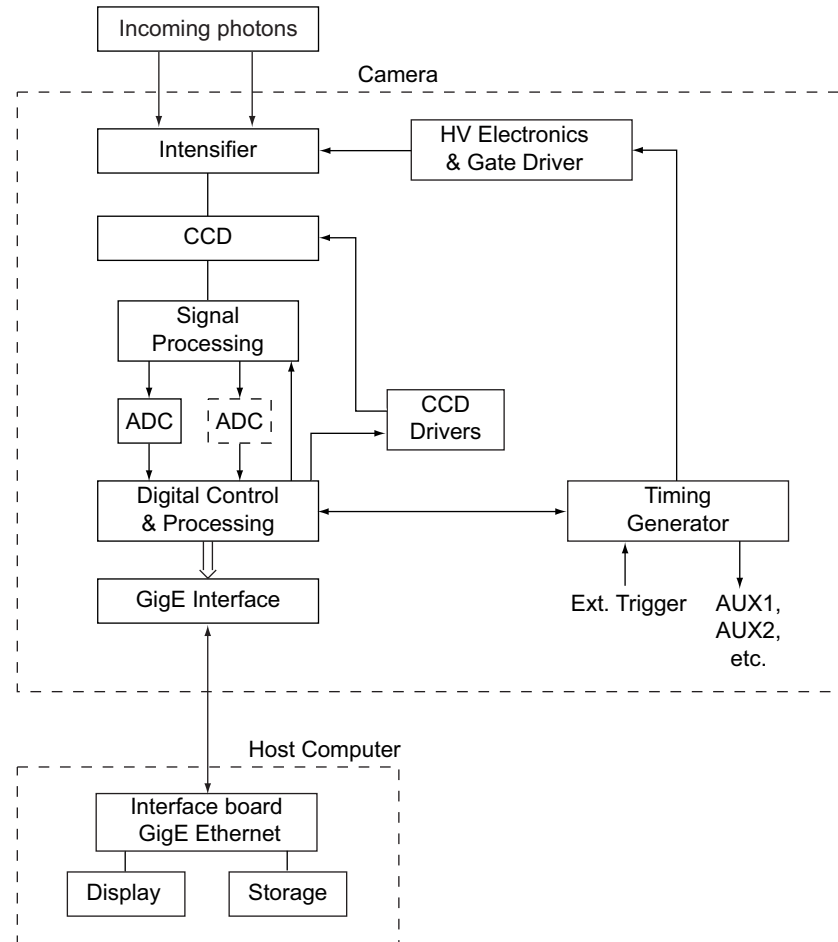 Incoming photons
Camera
Intensifier
HV Electronics
& Gate Driver
CCD
Signal
Processing
ADC
ADC
CCD
Drivers
Digital Control
& Processing
Timing
Generator
GigE Interface
Ext. Trigger
AUX1,
AUX2,
etc.
Host Computer
Interface board
GigE Ethernet
Display
Storage